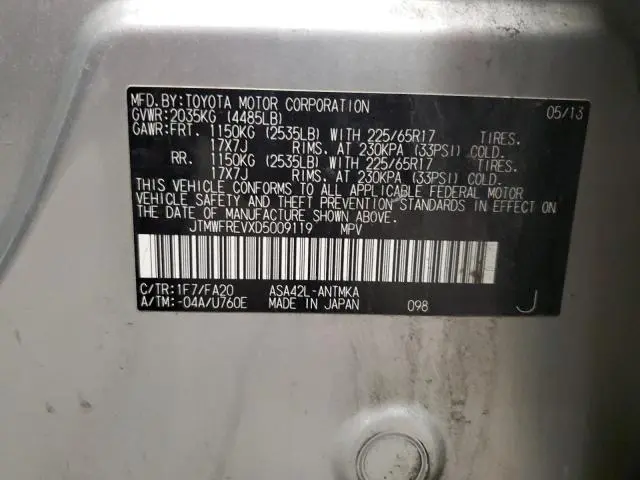 MFD.BY:TOYOTA MOTOR CORPORATION 05/13
GVWR:2035KG (4485LB)
GAWR:FRT. 1150KG (2535LB) WITH 225/65R17 TIRES.
17X7J RIMS. AT 230KPA (33PSI) COLD.
RR. 1150KG (2535LB) WITH 225/65R17 TIRES.
17X7J RIMS. AT 230KPA (33PSI) COLD.
THIS VEHICLE CONFORMS TO ALL APPLICABLE FEDERAL MOTOR
VEHICLE SAFETY AND THEFT PREVENTION STANDARDS IN EFFECT ON
THE DATE OF MANUFACTURE SHOWN ABOVE.
JTMWFREVXD5009119 MPV
C/TR:1F7/FA20 ASA42L-ANTMKA
A/TM:-04A/U760E MADE IN JAPAN 098 J